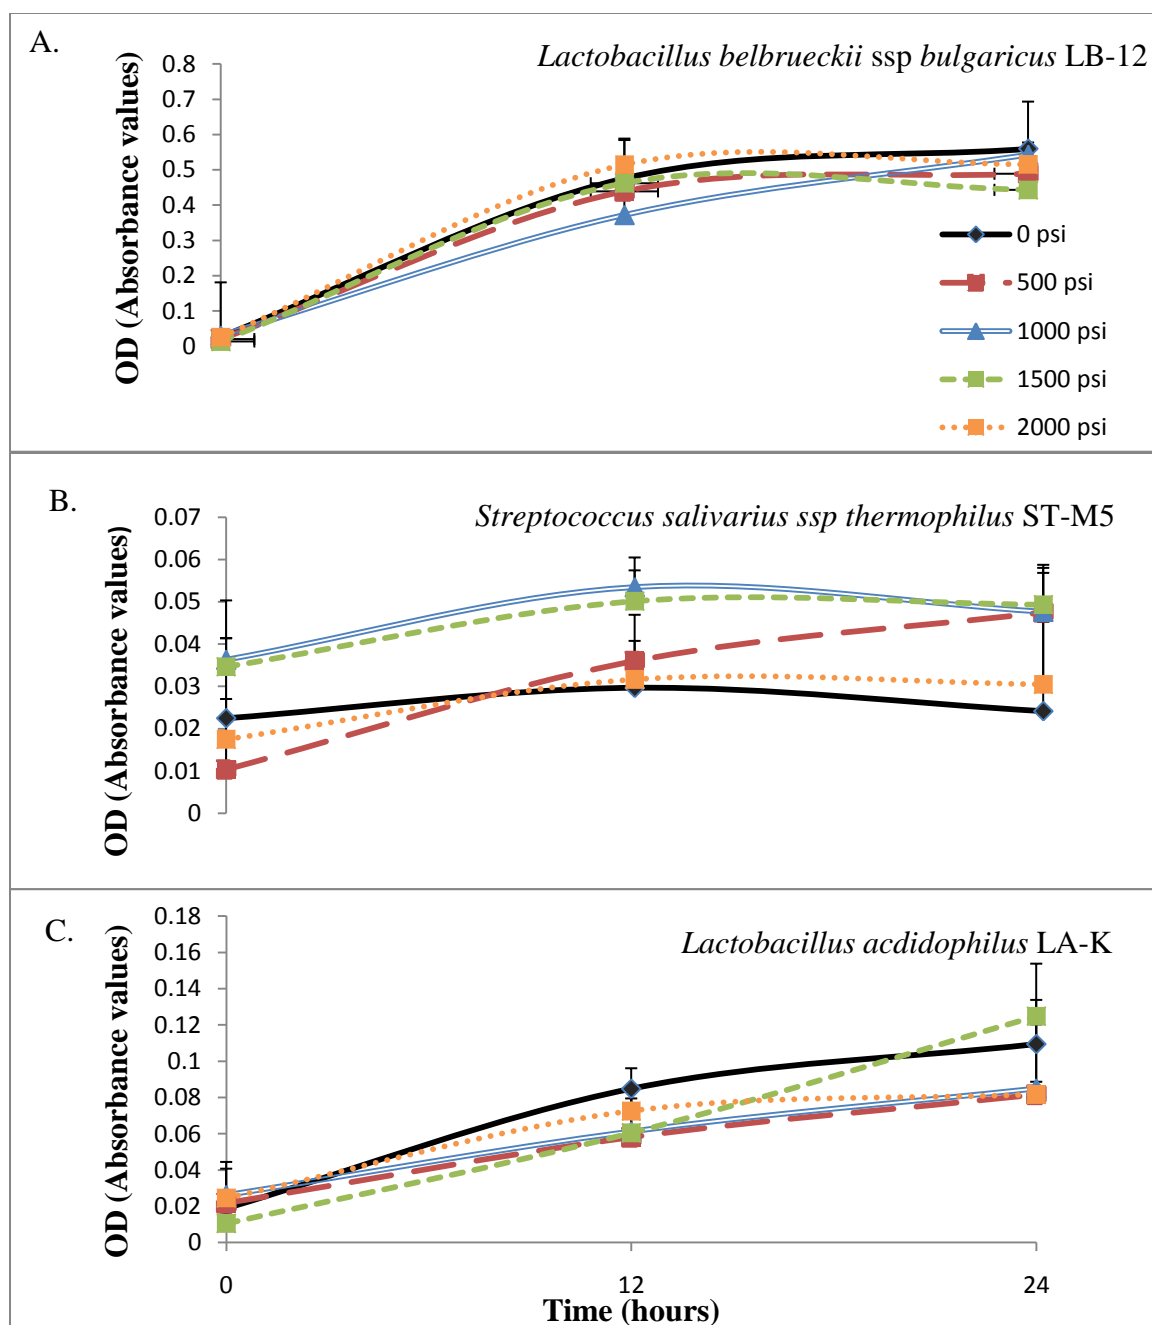 A.
Lactobacillus belbrueckii ssp bulgaricus LB-12
OD (Absorbance values)
0.8
0.7
0.6
0.5
0.4
0.3
0.2
0.1
0
0 psi
500 psi
1000 psi
1500 psi
2000 psi
B.
Streptococcus salivarius ssp thermophilus ST-M5
OD (Absorbance values)
0.07
0.06
0.05
0.04
0.03
0.02
0.01
0
C.
Lactobacillus acdidophilus LA-K
OD (Absorbance values)
0.18
0.16
0.14
0.12
0.1
0.08
0.06
0.04
0.02
0
0 12 24
Time (hours)